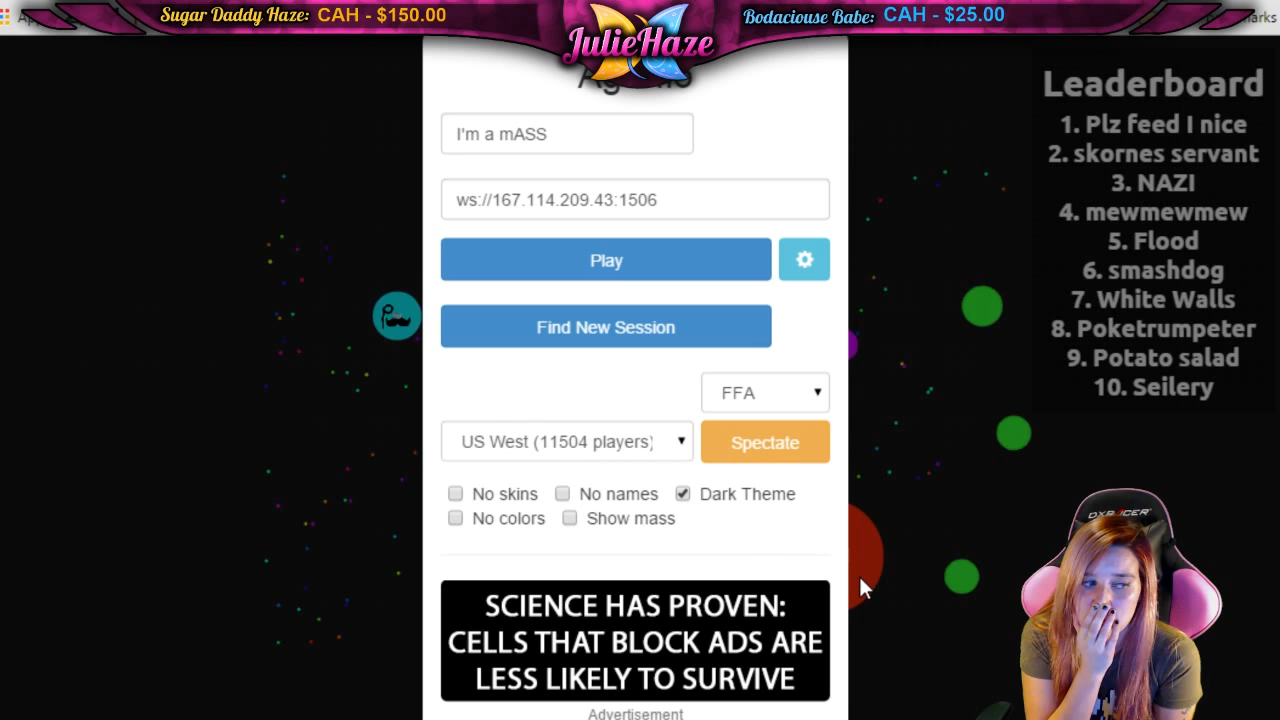 Sugar Daddy Haze: CAH - $150.00
JulieHaze
Bodaciouse Babe: CAH - $25.00
I'm a mASS
ws://167.114.209.43:1506
Play
Find New Session
FFA
US West (11504 players)
Spectate
No skins
No names
Dark Theme
No colors
Show mass
SCIENCE HAS PROVEN:
CELLS THAT BLOCK ADS ARE
LESS LIKELY TO SURVIVE
Advertisement
Leaderboard
1. Plz feed I nice
2. skornes servant
3. NAZI
4. mewmewmew
5. Flood
6. smashdog
7. White Walls
8. Poketrumpeter
9. Potato salad
10. Seilery
DXRACER